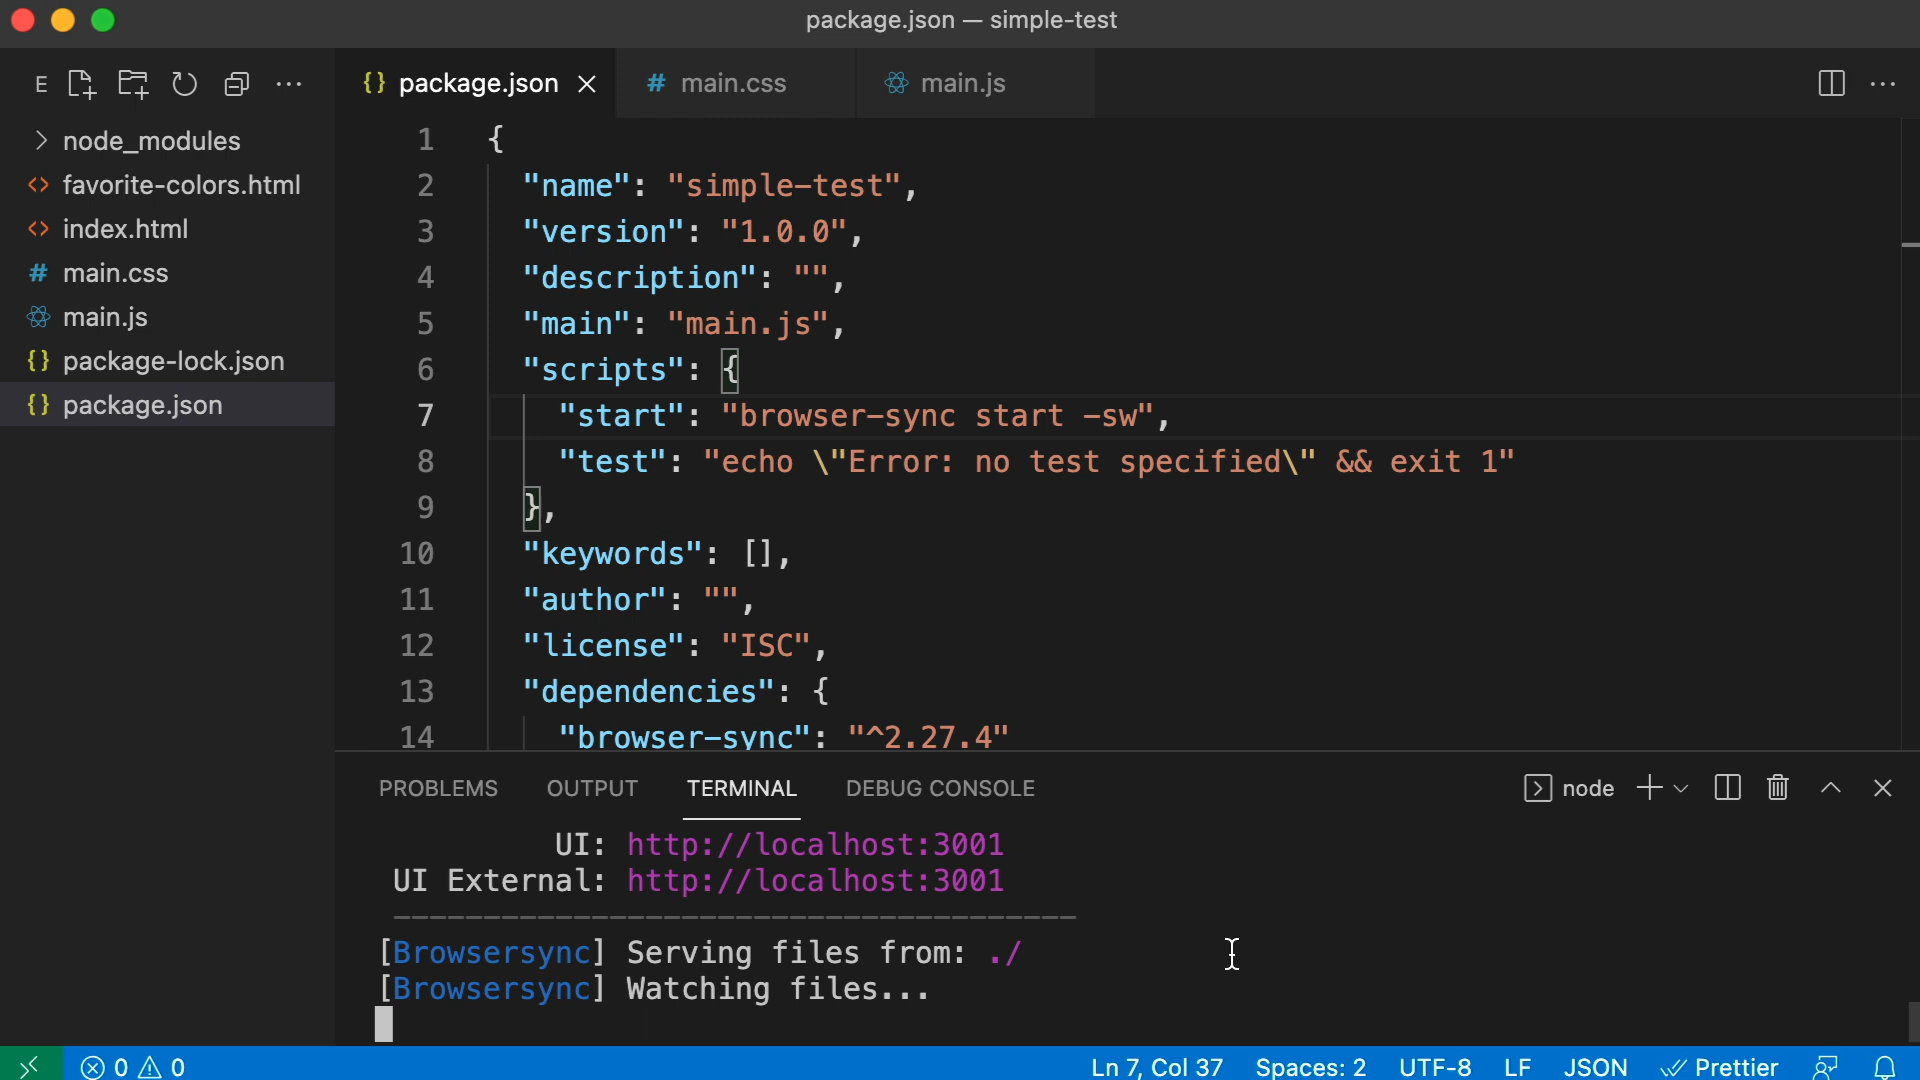 package.json — simple-test
E
{} package.json
# main.css
main.js
node_modules
<> favorite-colors.html
<> index.html
# main.css
main.js
{} package-lock.json
{} package.json
1 {
2 "name": "simple-test",
3 "version": "1.0.0",
4 "description": "",
5 "main": "main.js",
6 "scripts": {
7 "start": "browser-sync start -sw",
8 "test": "echo \"Error: no test specified\" && exit 1"
9 },
10 "keywords": [],
11 "author": "",
12 "license": "ISC",
13 "dependencies": {
14 "browser-sync": "^2.27.4"
PROBLEMS OUTPUT TERMINAL DEBUG CONSOLE node
UI: http://localhost:3001
UI External: http://localhost:3001
--------------------------------------
[Browsersync] Serving files from: ./
[Browsersync] Watching files...
0 0 Ln 7, Col 37 Spaces: 2 UTF-8 LF JSON Prettier